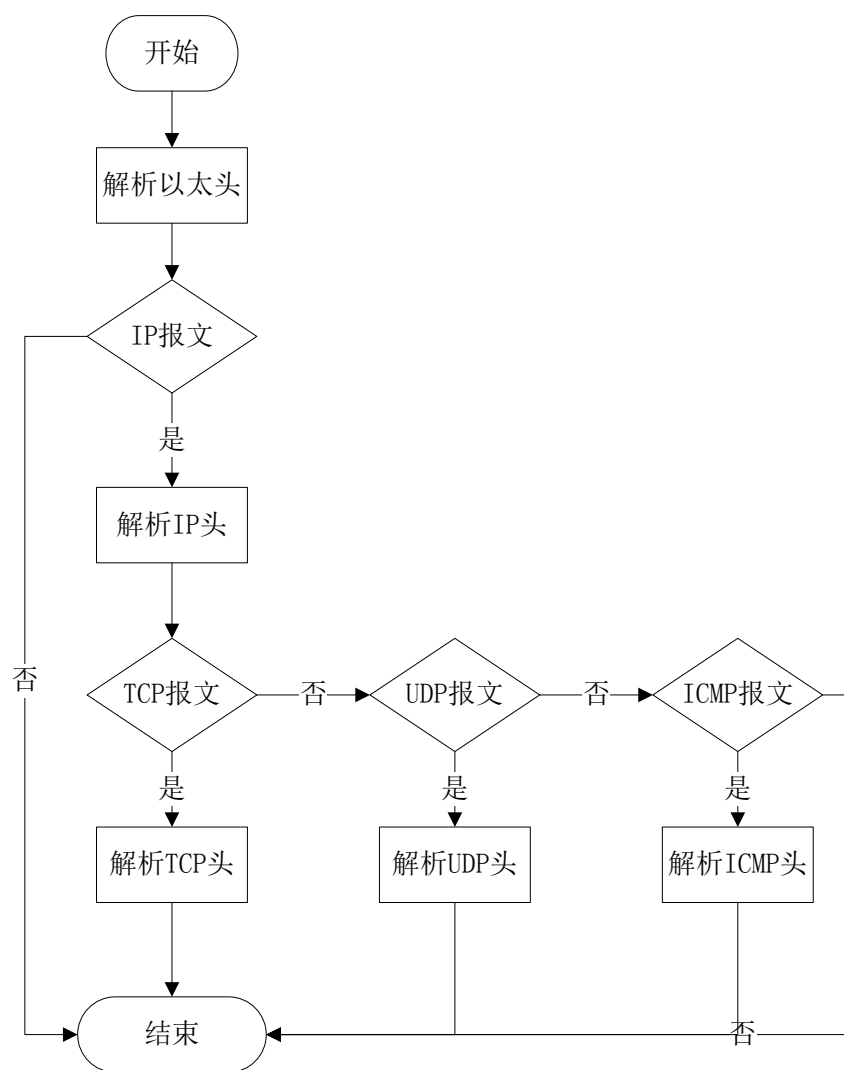 开始
解析以太头
IP报文
是
解析IP头
否
TCP报文
否
UDP报文
否
ICMP报文
是
是
是
解析TCP头
解析UDP头
解析ICMP头
结束
否